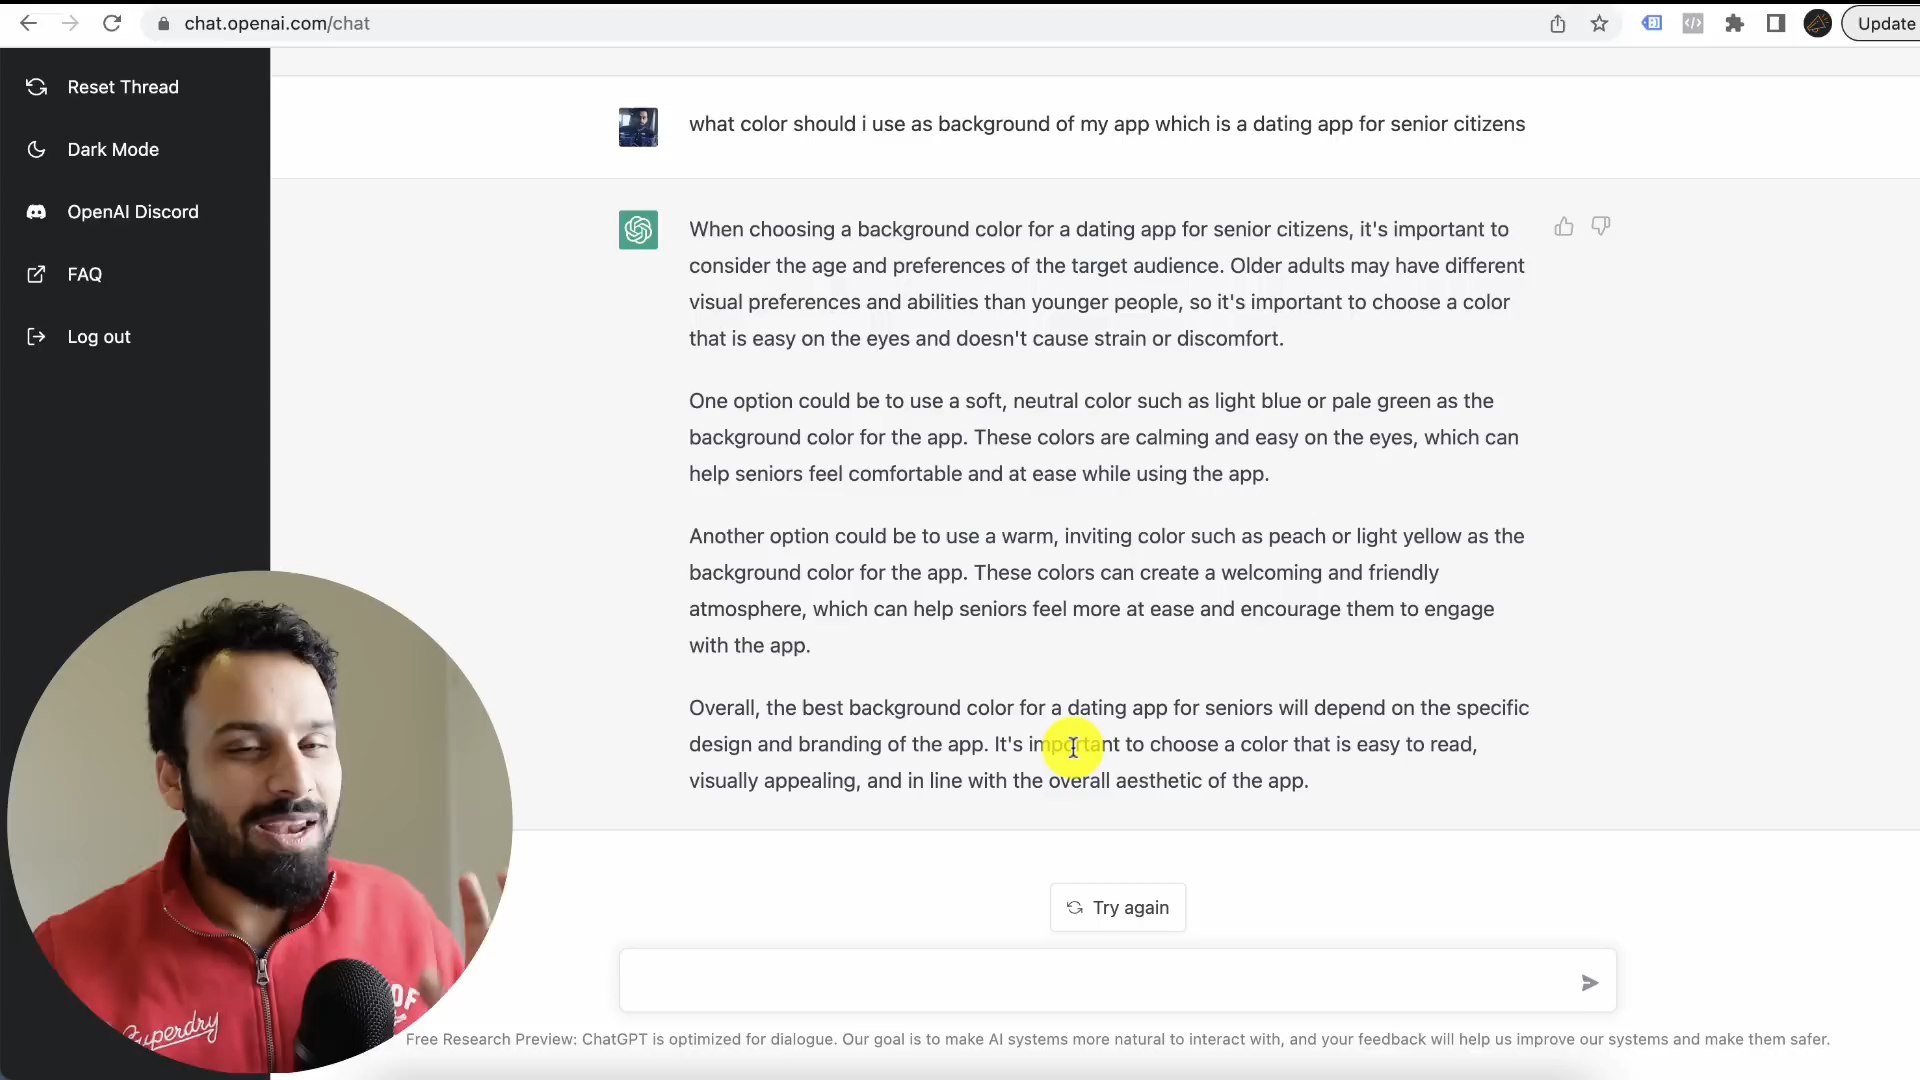 chat.openai.com/chat
Update
Reset Thread
Dark Mode
OpenAI Discord
FAQ
Log out
what color should i use as background of my app which is a dating app for senior citizens
When choosing a background color for a dating app for senior citizens, it's important to
consider the age and preferences of the target audience. Older adults may have different
visual preferences and abilities than younger people, so it's important to choose a color
that is easy on the eyes and doesn't cause strain or discomfort.
One option could be to use a soft, neutral color such as light blue or pale green as the
background color for the app. These colors are calming and easy on the eyes, which can
help seniors feel comfortable and at ease while using the app.
Another option could be to use a warm, inviting color such as peach or light yellow as the
background color for the app. These colors can create a welcoming and friendly
atmosphere, which can help seniors feel more at ease and encourage them to engage
with the app.
Overall, the best background color for a dating app for seniors will depend on the specific
design and branding of the app. It's important to choose a color that is easy to read,
visually appealing, and in line with the overall aesthetic of the app.
Try again
Superdry
Free Research Preview: ChatGPT is optimized for dialogue. Our goal is to make AI systems more natural to interact with, and your feedback will help us improve our systems and make them safer.